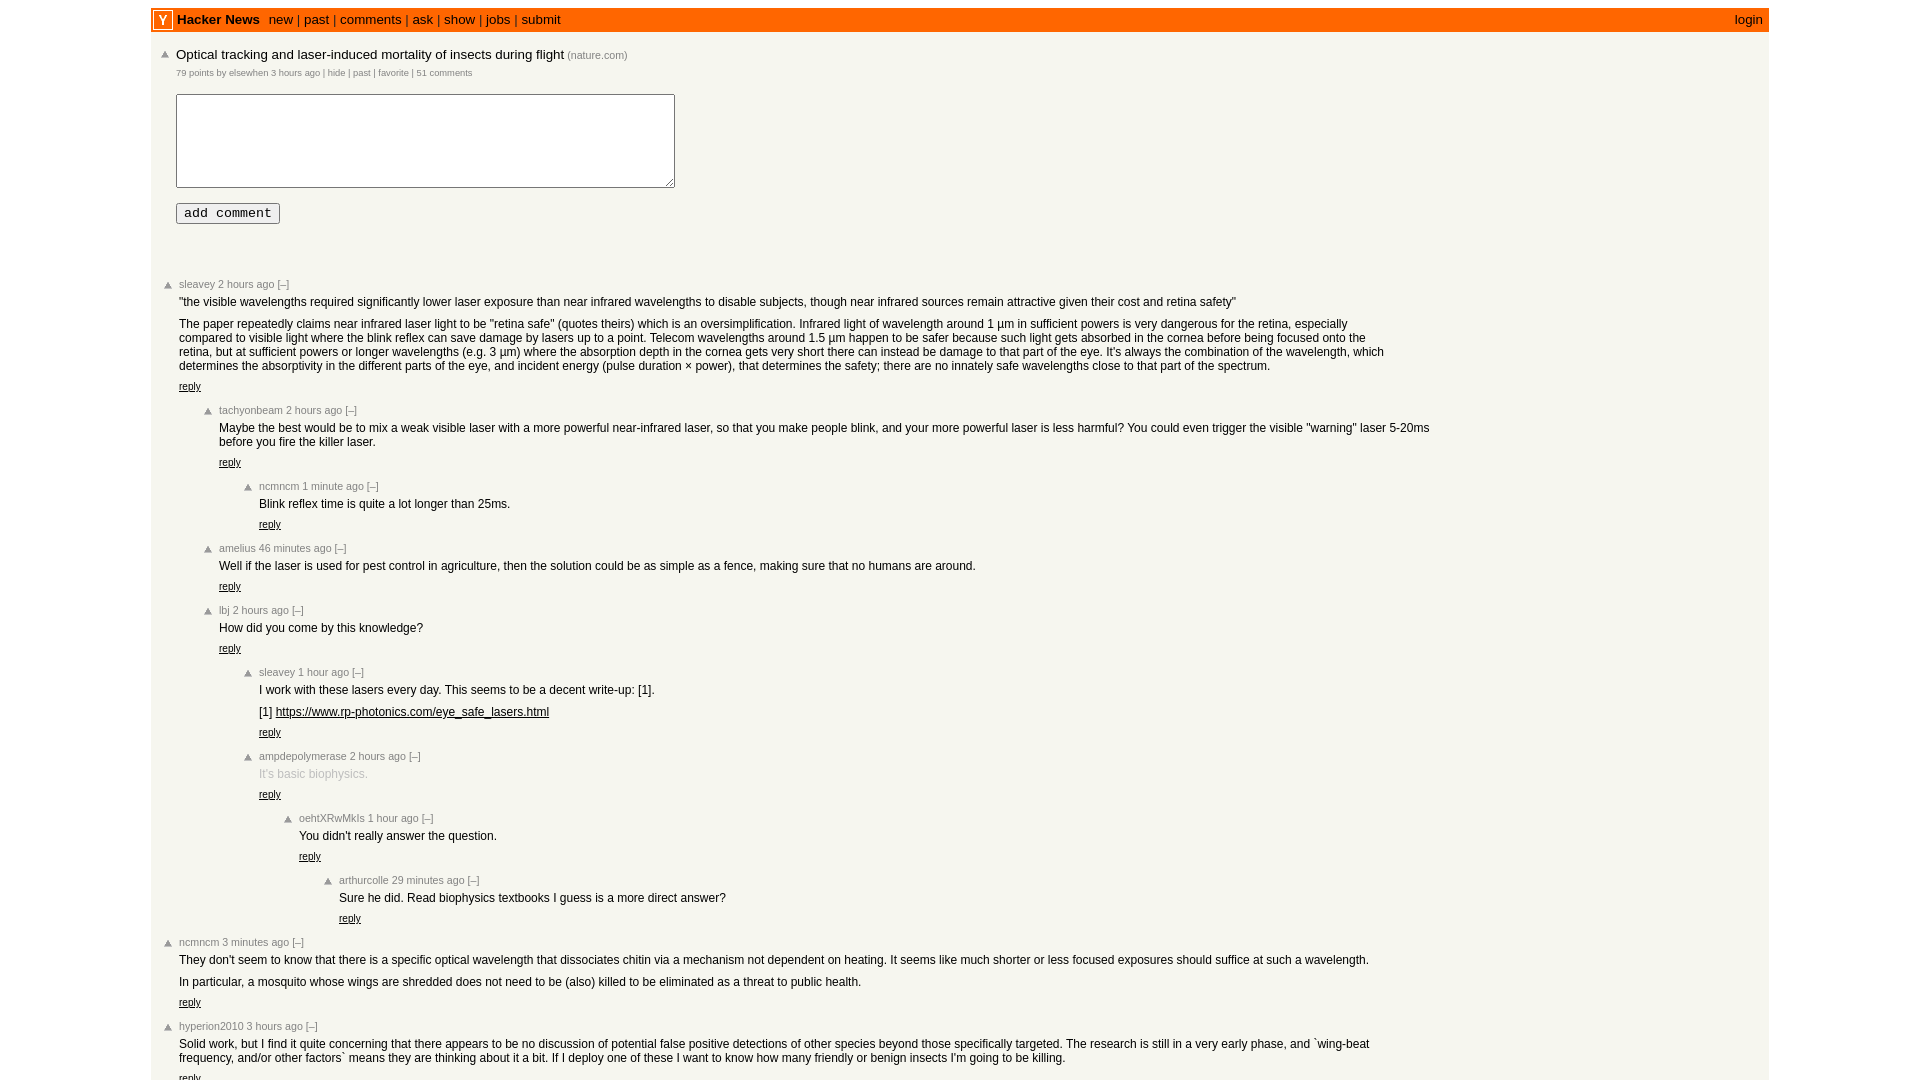 Y Hacker News new | past | comments | ask | show | jobs | submit login
Optical tracking and laser-induced mortality of insects during flight (nature.com)
79 points by elsewhen 3 hours ago | hide | past | favorite | 51 comments
add comment
sleavey 2 hours ago [–]
"the visible wavelengths required significantly lower laser exposure than near infrared wavelengths to disable subjects, though near infrared sources remain attractive given their cost and retina safety"
The paper repeatedly claims near infrared laser light to be "retina safe" (quotes theirs) which is an oversimplification. Infrared light of wavelength around 1 µm in sufficient powers is very dangerous for the retina, especially
compared to visible light where the blink reflex can save damage by lasers up to a point. Telecom wavelengths around 1.5 µm happen to be safer because such light gets absorbed in the cornea before being focused onto the
retina, but at sufficient powers or longer wavelengths (e.g. 3 µm) where the absorption depth in the cornea gets very short there can instead be damage to that part of the eye. It's always the combination of the wavelength, which
determines the absorptivity in the different parts of the eye, and incident energy (pulse duration × power), that determines the safety; there are no innately safe wavelengths close to that part of the spectrum.
reply
tachyonbeam 2 hours ago [–]
Maybe the best would be to mix a weak visible laser with a more powerful near-infrared laser, so that you make people blink, and your more powerful laser is less harmful? You could even trigger the visible "warning" laser 5-20ms
before you fire the killer laser.
reply
ncmncm 1 minute ago [–]
Blink reflex time is quite a lot longer than 25ms.
reply
amelius 46 minutes ago [–]
Well if the laser is used for pest control in agriculture, then the solution could be as simple as a fence, making sure that no humans are around.
reply
lbj 2 hours ago [–]
How did you come by this knowledge?
reply
sleavey 1 hour ago [–]
I work with these lasers every day. This seems to be a decent write-up: [1].
[1] https://www.rp-photonics.com/eye_safe_lasers.html
reply
ampdepolymerase 2 hours ago [–]
It's basic biophysics.
reply
oehtXRwMkIs 1 hour ago [–]
You didn't really answer the question.
reply
arthurcolle 29 minutes ago [–]
Sure he did. Read biophysics textbooks I guess is a more direct answer?
reply
ncmncm 3 minutes ago [–]
They don't seem to know that there is a specific optical wavelength that dissociates chitin via a mechanism not dependent on heating. It seems like much shorter or less focused exposures should suffice at such a wavelength.
In particular, a mosquito whose wings are shredded does not need to be (also) killed to be eliminated as a threat to public health.
reply
hyperion2010 3 hours ago [–]
Solid work, but I find it quite concerning that there appears to be no discussion of potential false positive detections of other species beyond those specifically targeted. The research is still in a very early phase, and `wing-beat
frequency, and/or other factors` means they are thinking about it a bit. If I deploy one of these I want to know how many friendly or benign insects I'm going to be killing.
reply